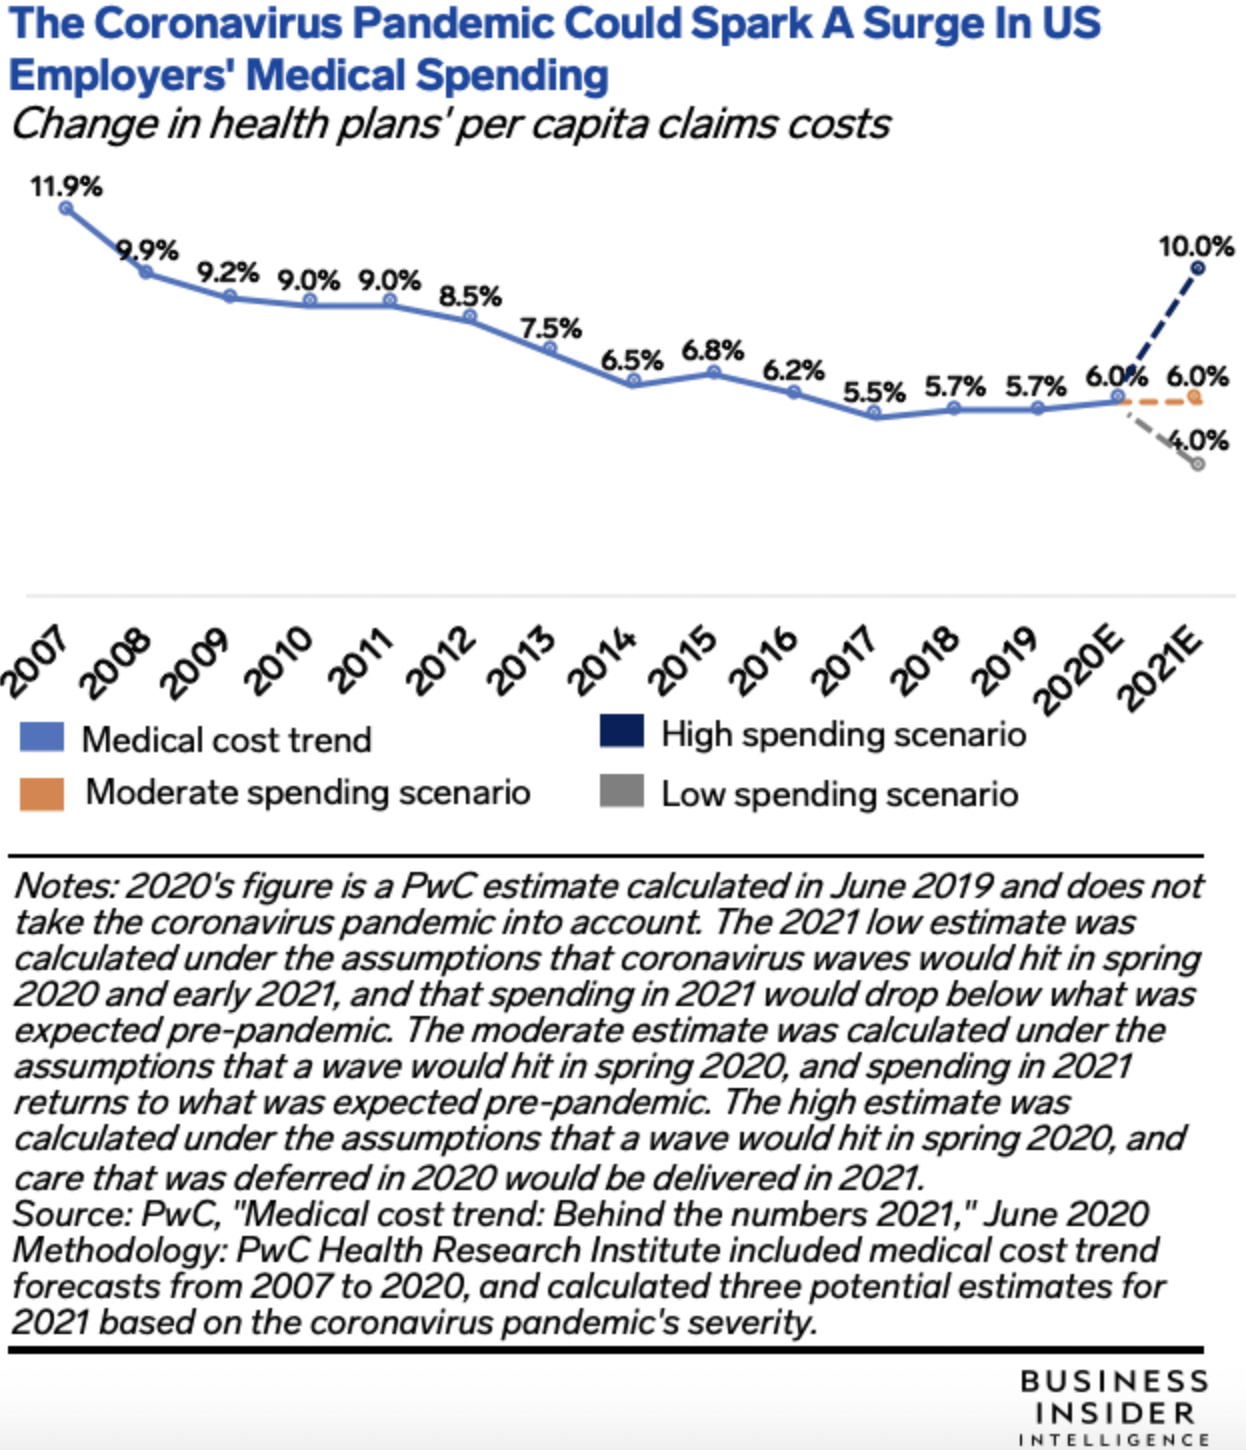 The Coronavirus Pandemic Could Spark A Surge In US
Employers' Medical Spending
Change in health plans' per capita claims costs
11.9%
9.9%
9.2%
9.0%
9.0%
8.5%
7.5%
6.5%
6.8%
6.2%
5.5%
5.7%
5.7%
6.0%
10.0%
6.0%
4.0%
2007
2008
2009
2010
2011
2012
2013
2014
2015
2016
2017
2018
2019
2020E
2021E
Medical cost trend
High spending scenario
Moderate spending scenario
Low spending scenario
Notes: 2020's figure is a PwC estimate calculated in June 2019 and does not
take the coronavirus pandemic into account. The 2021 low estimate was
calculated under the assumptions that coronavirus waves would hit in spring
2020 and early 2021, and that spending in 2021 would drop below what was
expected pre-pandemic. The moderate estimate was calculated under the
assumptions that a wave would hit in spring 2020, and spending in 2021
returns to what was expected pre-pandemic. The high estimate was
calculated under the assumptions that a wave would hit in spring 2020, and
care that was deferred in 2020 would be delivered in 2021.
Source: PwC, "Medical cost trend: Behind the numbers 2021," June 2020
Methodology: PwC Health Research Institute included medical cost trend
forecasts from 2007 to 2020, and calculated three potential estimates for
2021 based on the coronavirus pandemic's severity.
BUSINESS
INSIDER
INTELLIGENCE